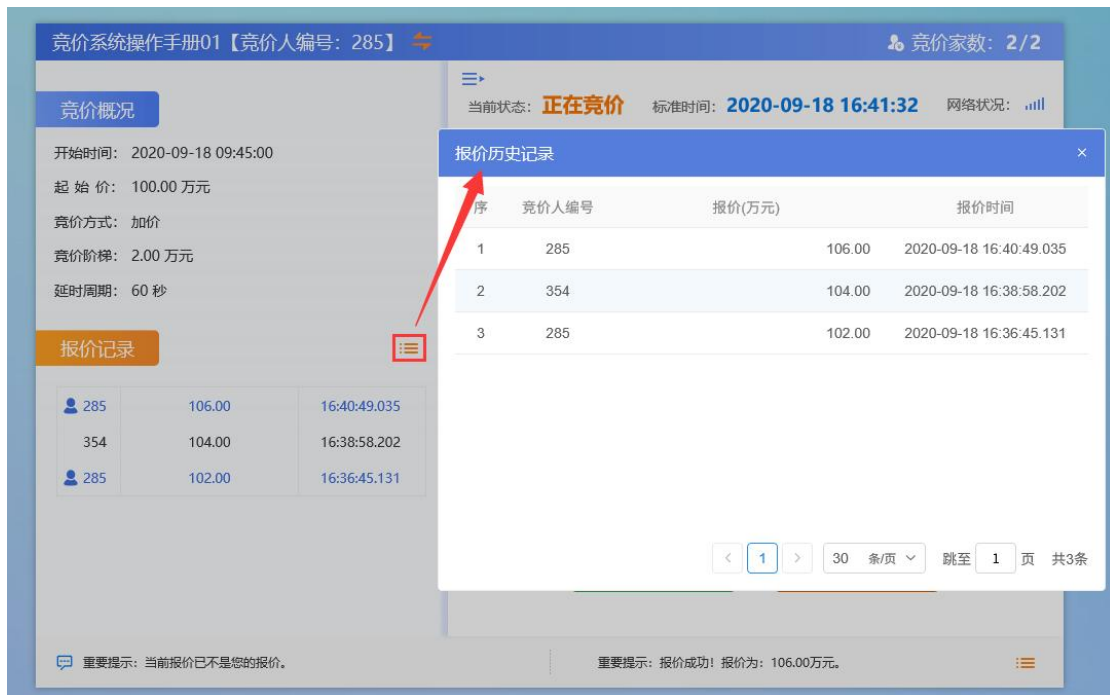 竞价系统操作手册01【竞价人编号：285】
竞价家数：2/2
竞价概况
开始时间：2020-09-18 09:45:00
起 始 价：100.00 万元
竞价方式：加价
竞价阶梯：2.00 万元
延时周期：60 秒
报价记录
285 106.00 16:40:49.035
354 104.00 16:38:58.202
285 102.00 16:36:45.131
当前状态：正在竞价 标准时间：2020-09-18 16:41:32 网络状况：
报价历史记录 ×
序 竞价人编号 报价(万元) 报价时间
1 285 106.00 2020-09-18 16:40:49.035
2 354 104.00 2020-09-18 16:38:58.202
3 285 102.00 2020-09-18 16:36:45.131
< 1 > 30 条/页 跳至 1 页 共3条
重要提示：当前报价已不是您的报价。
重要提示：报价成功！报价为：106.00万元。